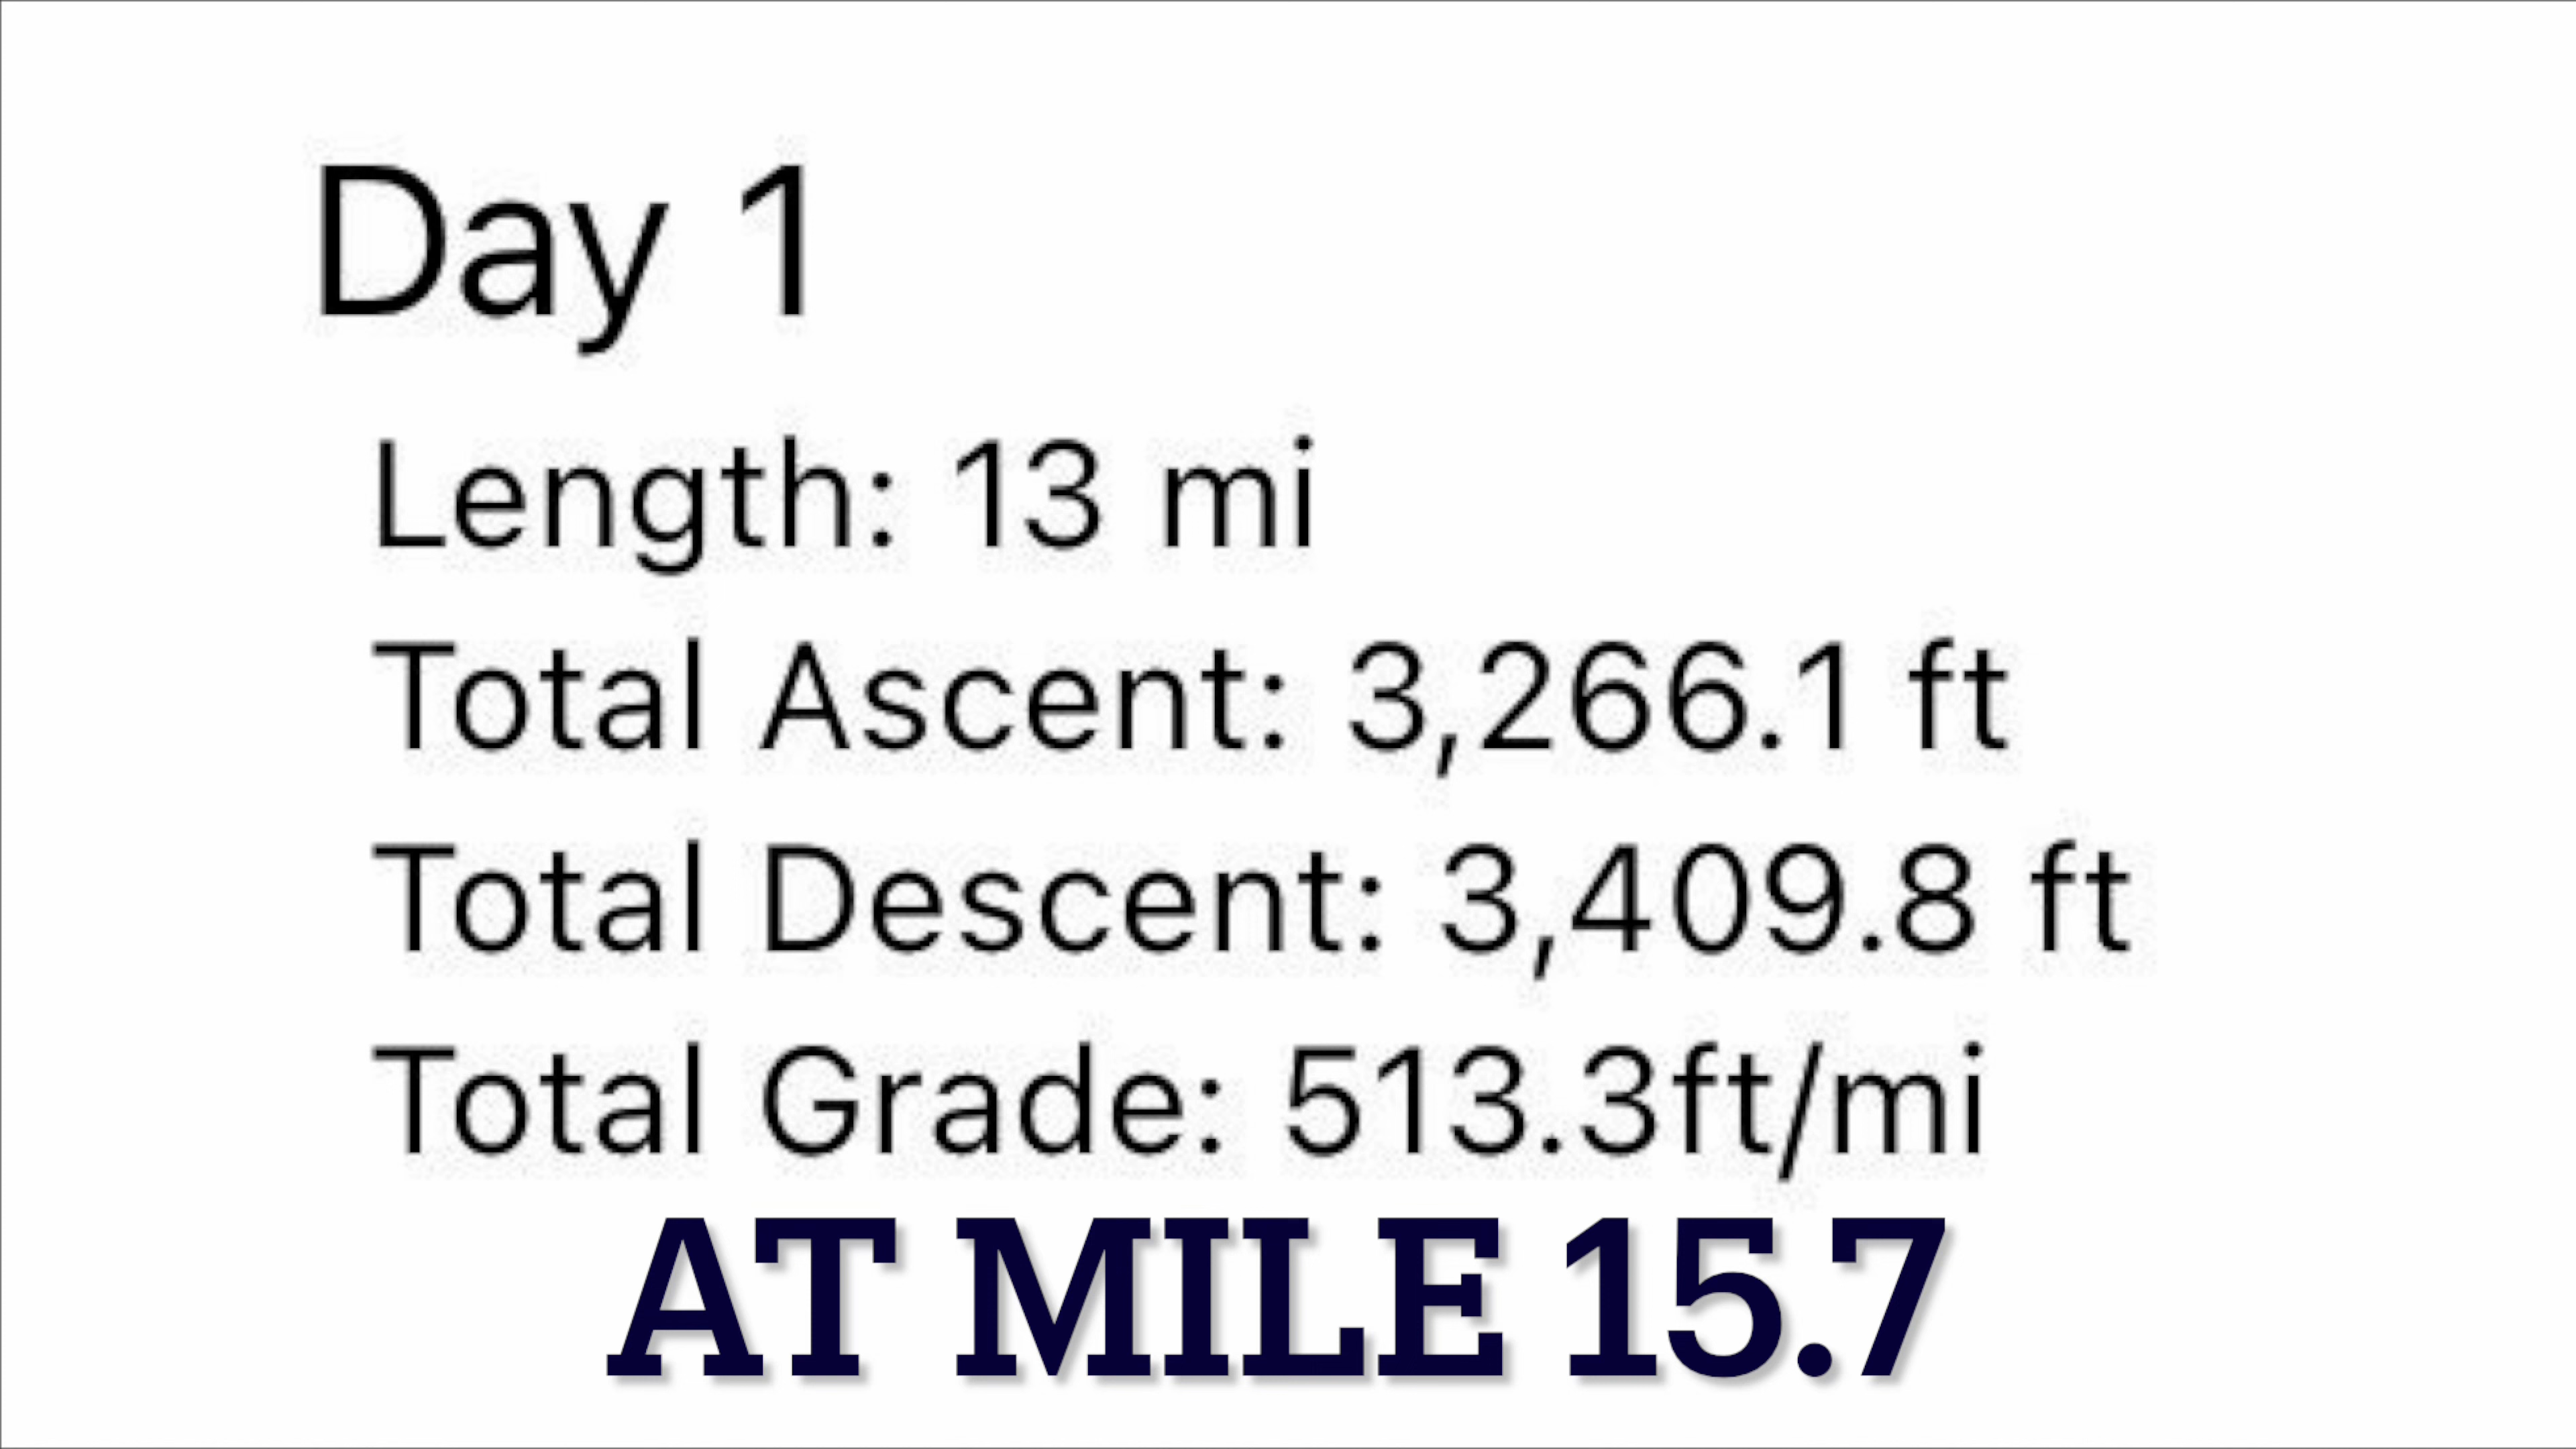 Day 1
Length: 13 mi
Total Ascent: 3,266.1 ft
Total Descent: 3,409.8 ft
Total Grade: 513.3ft/mi
AT MILE 15.7